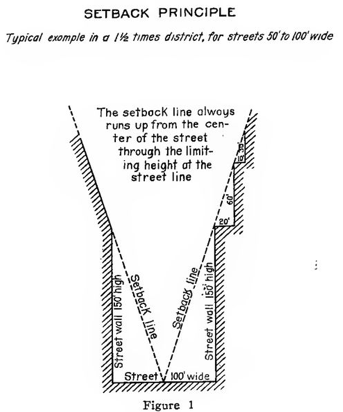 SETBACK PRINCIPLE
Typical example in a 1½ times district, for streets 50' to 100' wide
The setback line always
runs up from the cen-
ter of the street
through the limit-
ing height at the
street line
60'
20'
Street wall 150' high
Setback line
Setback line
Street wall 150' high
Street 100' wide
Figure 1